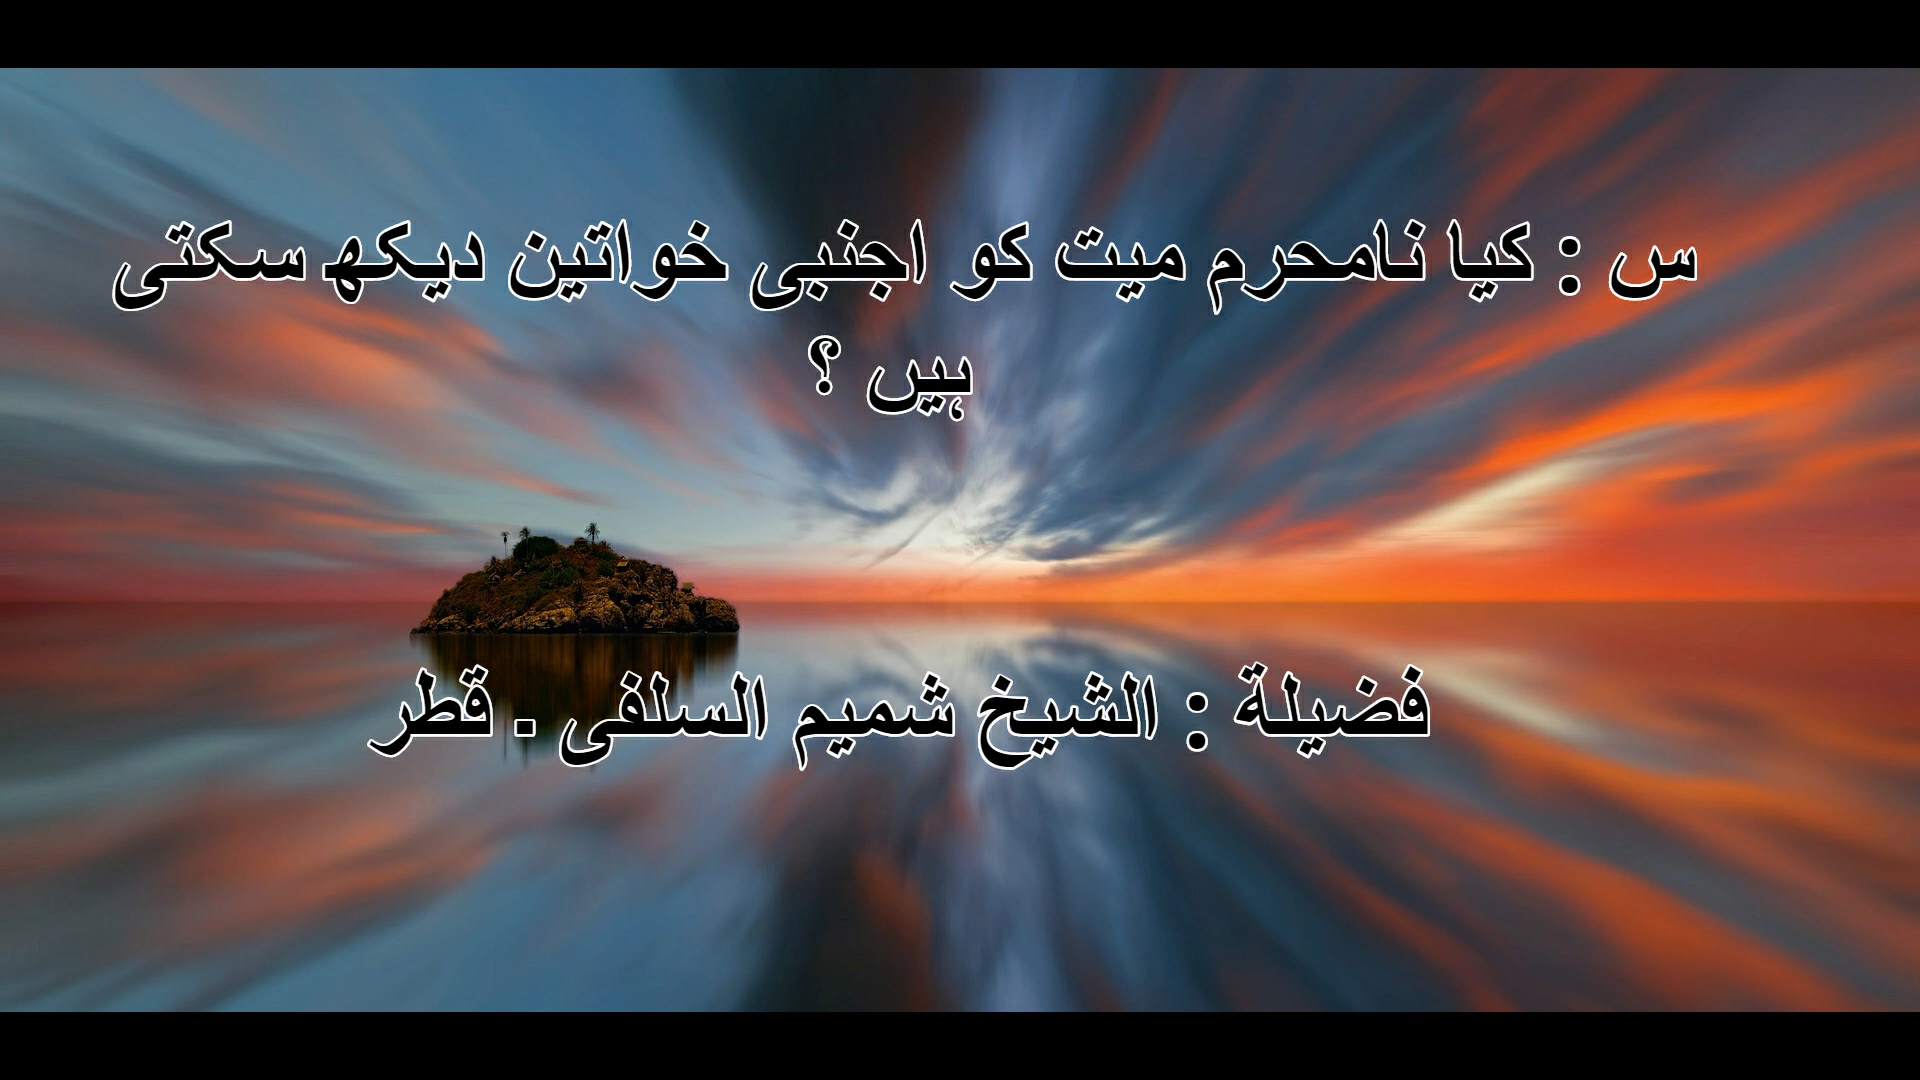 س : کیا نامحرم میت کو اجنبی خواتین دیکھ سکتی
ہیں ؟
فضیلة : الشیخ شمیم السلفی . قطر